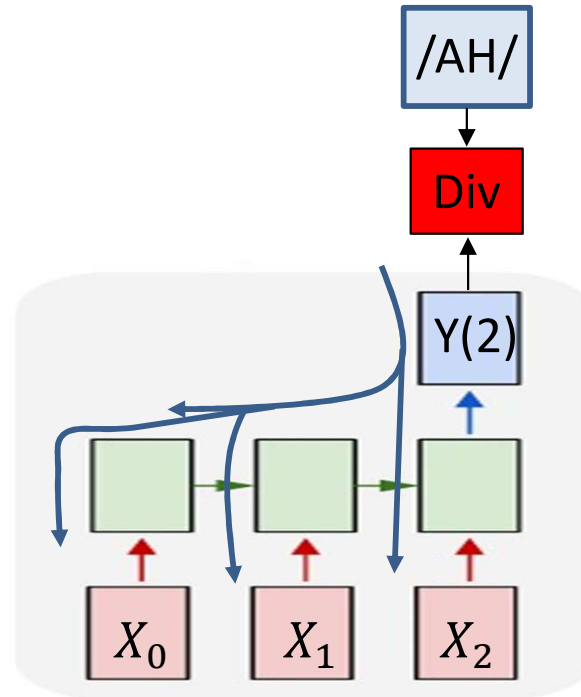 /AH/
Div
Y(2)
X₀ X₁ X₂